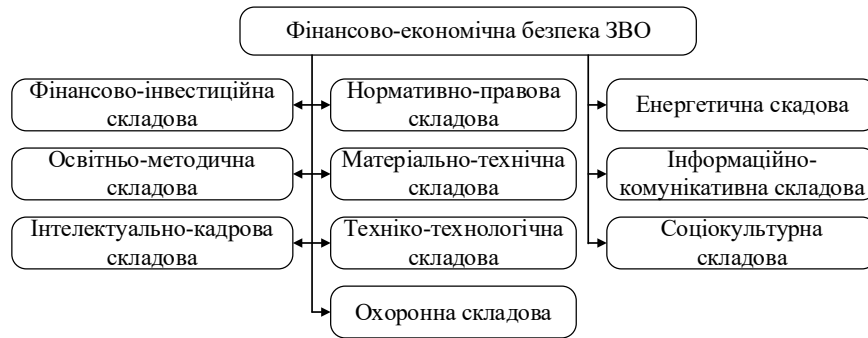 Фінансово-економічна безпека ЗВО
Фінансово-інвестиційна
складова
Нормативно-правова
складова
Енергетична скадова
Освітньо-методична
складова
Матеріально-технічна
складова
Інформаційно-
комунікативна складова
Інтелектуально-кадрова
складова
Техніко-технологічна
складова
Соціокультурна
складова
Охоронна складова